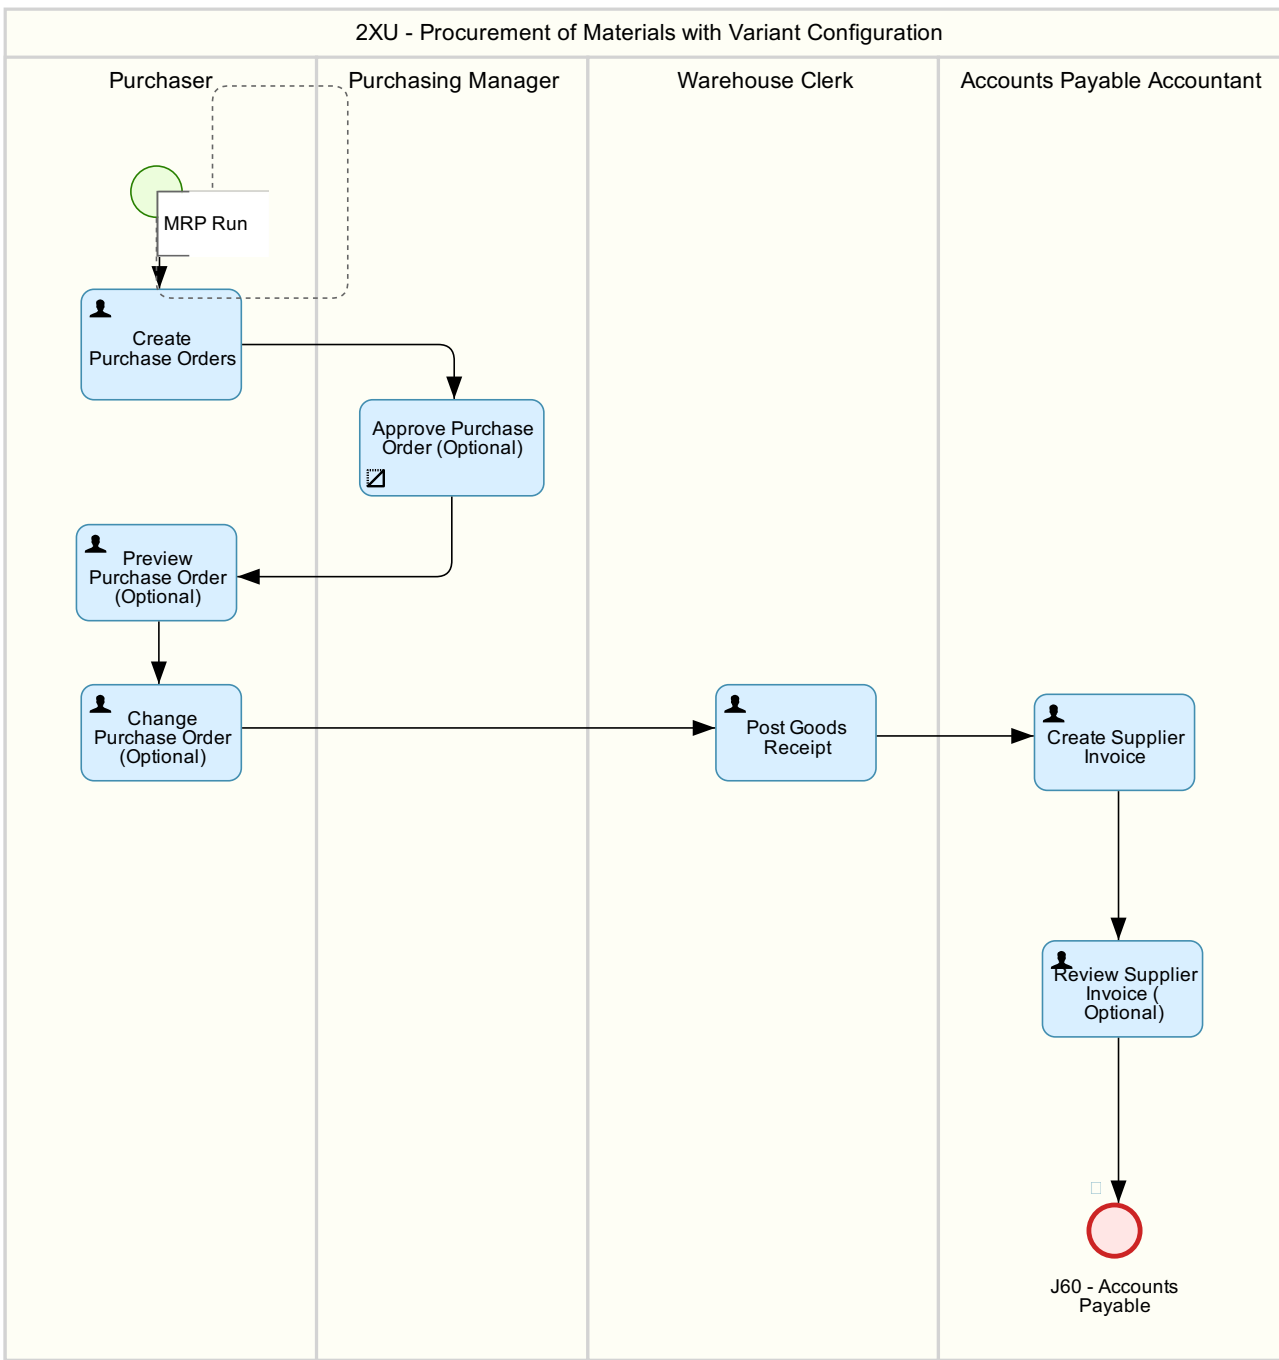 2XU - Procurement of Materials with Variant Configuration
Purchaser
Purchasing Manager
Warehouse Clerk
Accounts Payable Accountant
MRP Run
Create
Purchase Orders
Approve Purchase
Order (Optional)
Preview
Purchase Order
(Optional)
Change
Purchase Order
(Optional)
Post Goods
Receipt
Create Supplier
Invoice
Review Supplier
Invoice (
Optional)
J60 - Accounts
Payable